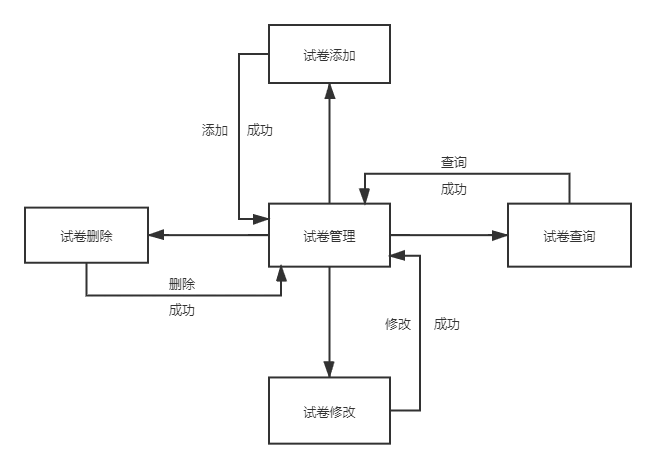 试卷添加
添加 成功
查询
成功
试卷删除 试卷管理 试卷查询
删除
成功
修改 成功
试卷修改